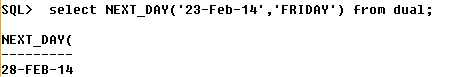 SQL>  select NEXT_DAY('23-Feb-14','FRIDAY') from dual;
NEXT_DAY(
---------
28-FEB-14